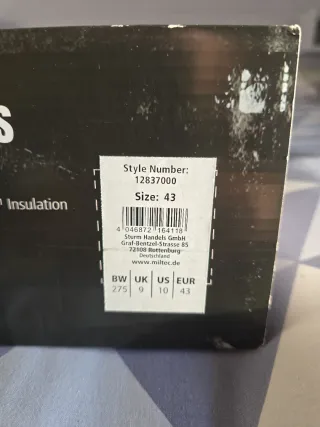 S
Insulation
Style Number:
12837000
Size: 43
4 046872 164118
Sturm Handels GmbH
Graf-Bentzel-Strasse 85
72108 Rottenburg
Deutschland
www.miltec.de
BW UK US EUR
275 9 10 43